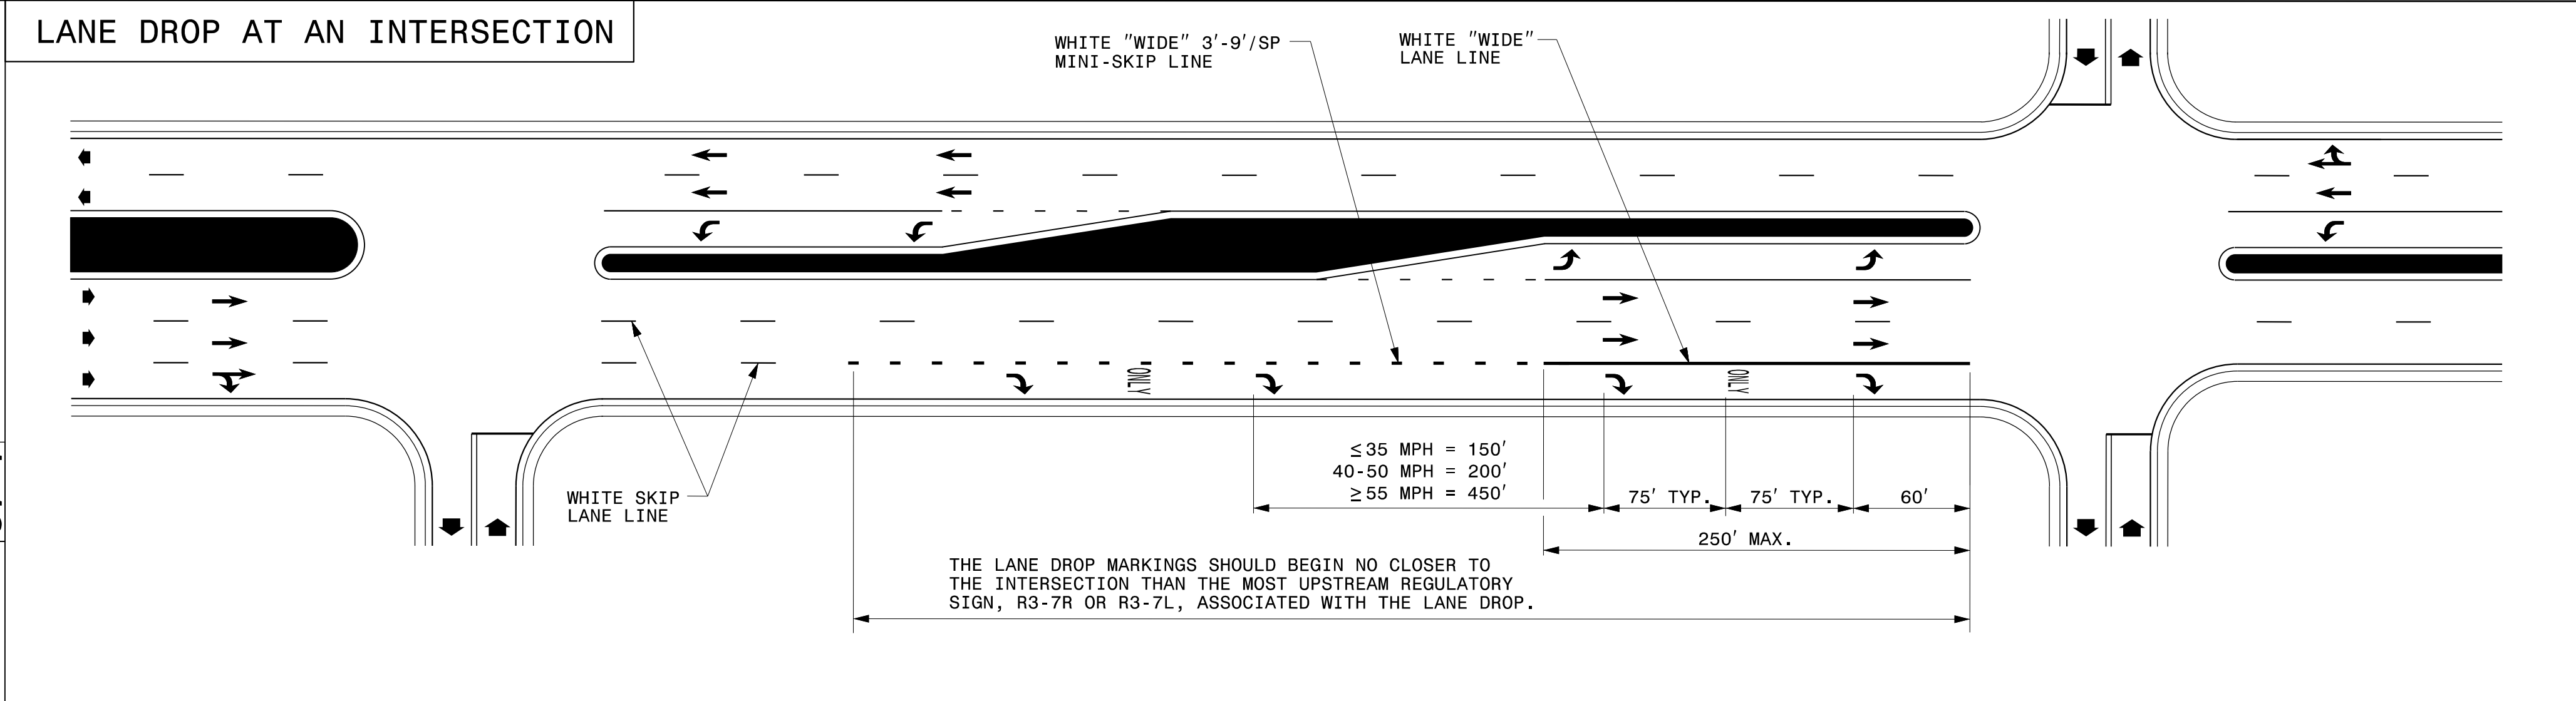 LANE DROP AT AN INTERSECTION
WHITE "WIDE" 3'-9'/SP
MINI-SKIP LINE
WHITE "WIDE"
LANE LINE
ONLY
ONLY
WHITE SKIP
LANE LINE
≤35 MPH = 150'
40-50 MPH = 200'
≥55 MPH = 450'
75' TYP.
75' TYP.
60'
250' MAX.
THE LANE DROP MARKINGS SHOULD BEGIN NO CLOSER TO
THE INTERSECTION THAN THE MOST UPSTREAM REGULATORY
SIGN, R3-7R OR R3-7L, ASSOCIATED WITH THE LANE DROP.